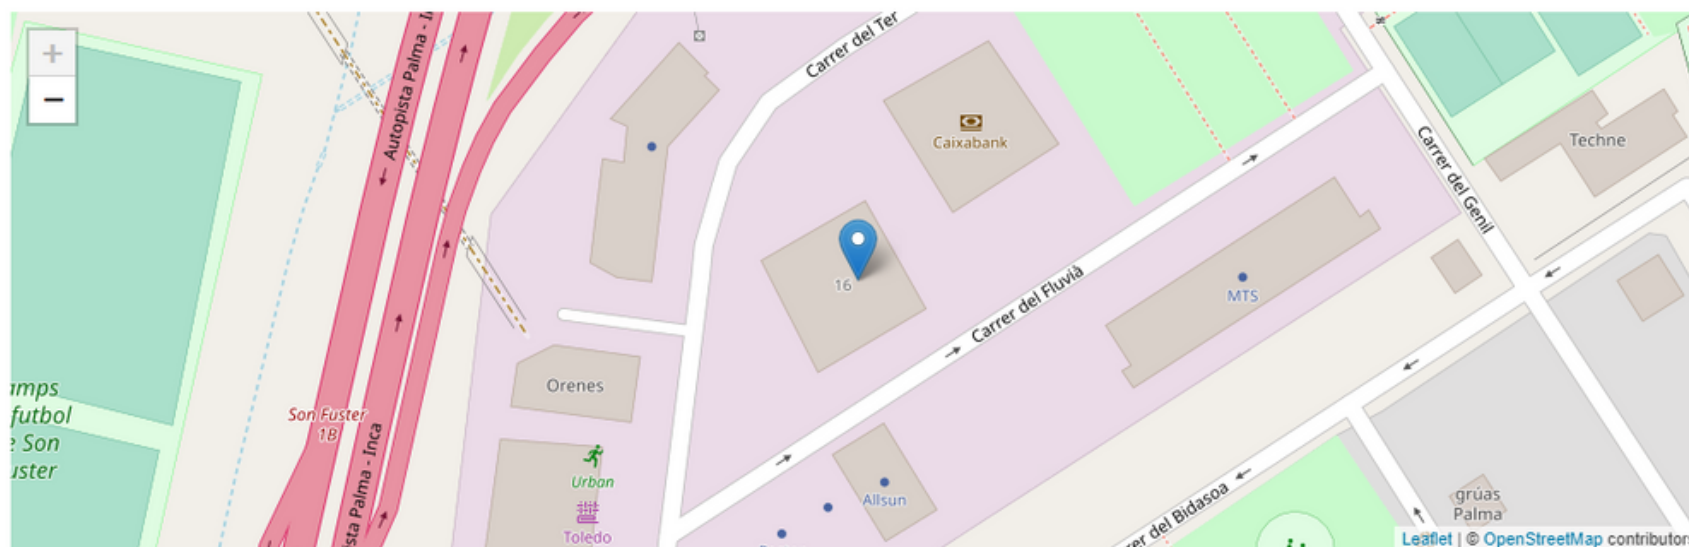 +
−
Autopista Palma - In
Carrer del Ter
Caixabank
Techne
Carrer del Genil
16
Carrer del Fluvià
MTS
Orenes
amps
futbol
e Son
uster
Son Fuster
1B
ista Palma - Inca
Urban
Toledo
Allsun
rer del Bidasoa
grúas
Palma
Leaflet | © OpenStreetMap contributors